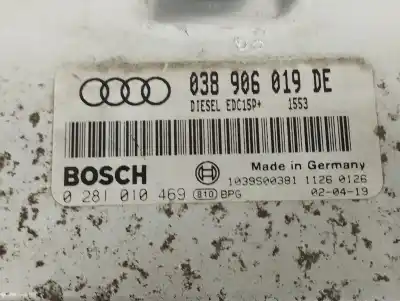 038 906 019 DE
DIESEL EDC15P+ 1553
BOSCH
Made in Germany
1039S00391 1126 0126
0 281 010 469 810 BPG 02-04-19